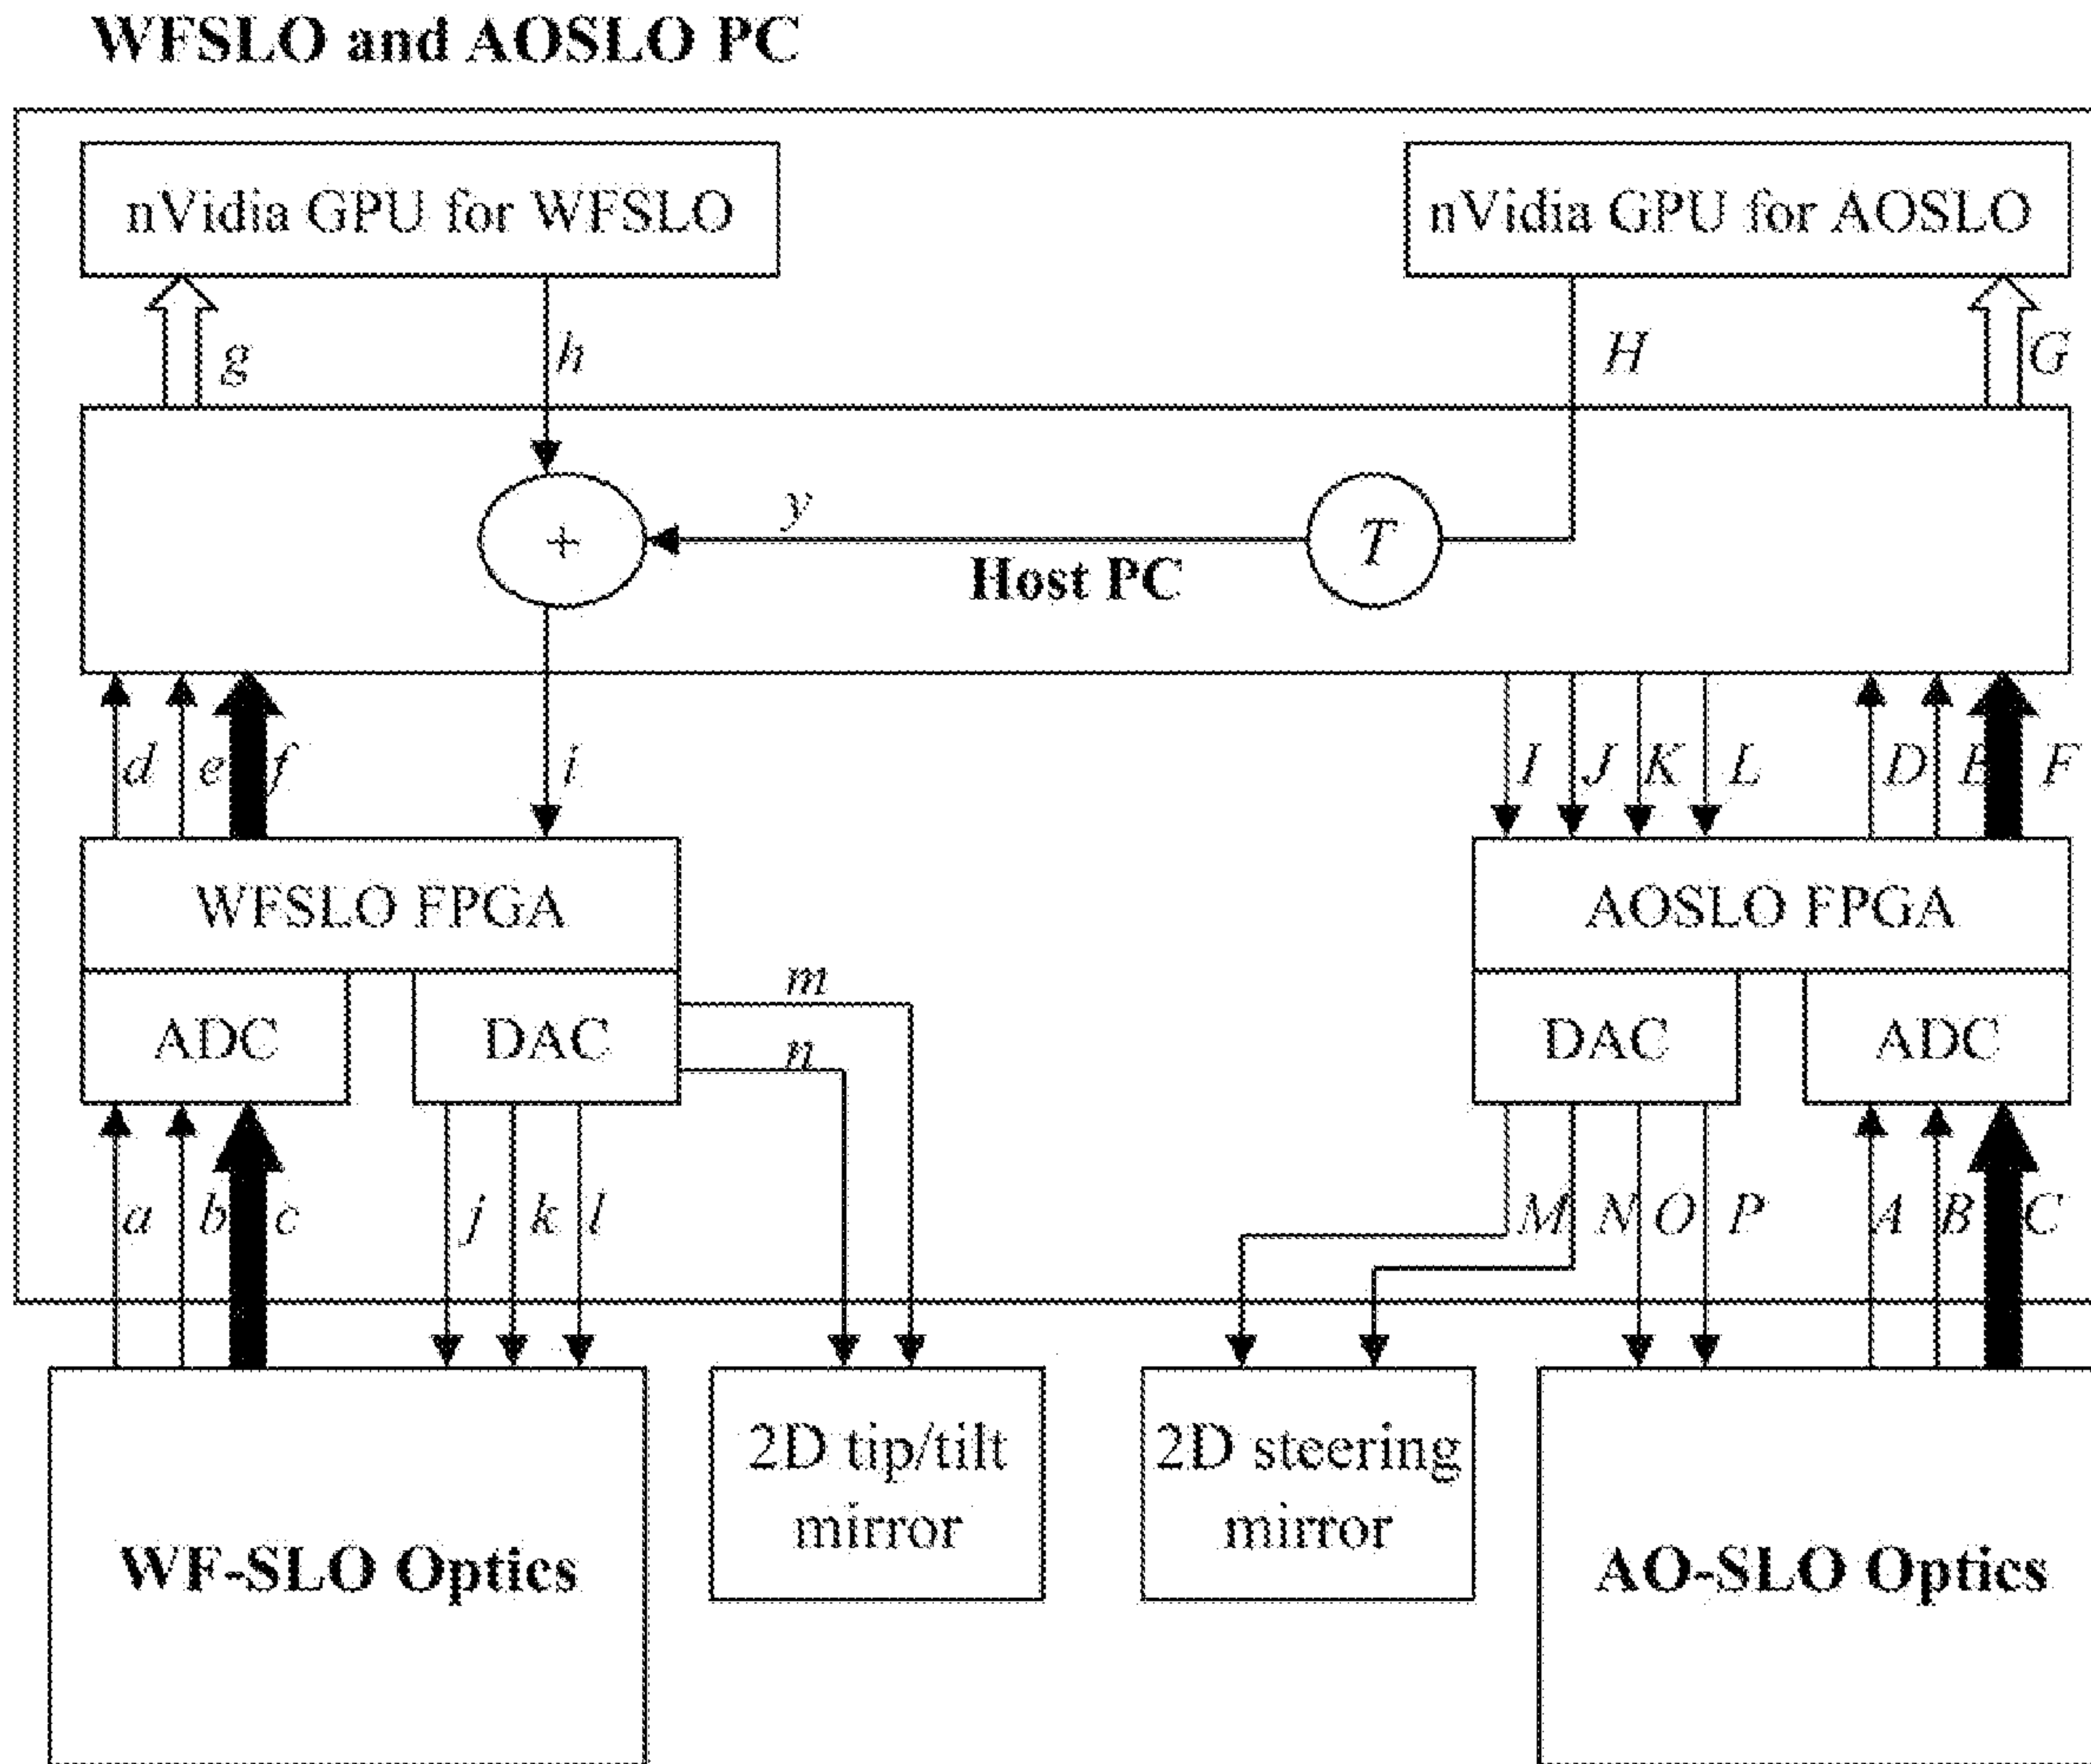 WFSLO and AOSLO PC
nVidia GPU for WFSLO
nVidia GPU for AOSLO
g
h
H
G
y
+
T
Host PC
d e f
i
I J K L
D E F
WFSLO FPGA
AOSLO FPGA
m
ADC
DAC
n
DAC
ADC
a b c
j k l
M N O P
A B C
2D tip/tilt
mirror
2D steering
mirror
WF-SLO Optics
AO-SLO Optics